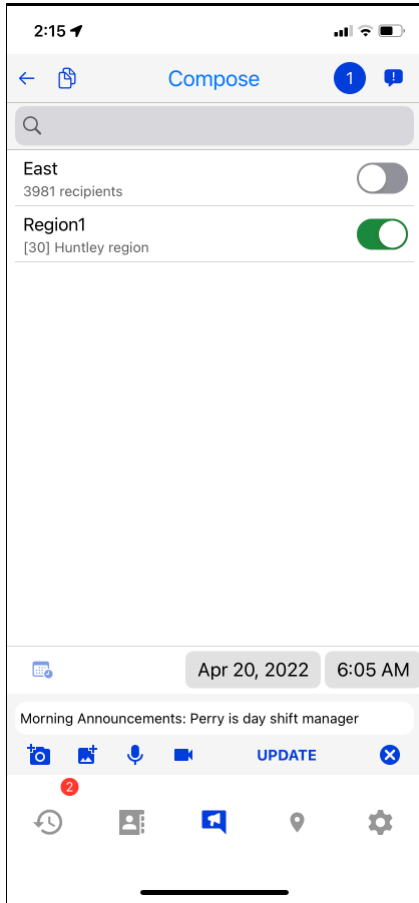 2:15
Compose
1
East
3981 recipients
Region1
[30] Huntley region
Apr 20, 2022 6:05 AM
Morning Announcements: Perry is day shift manager
UPDATE
2